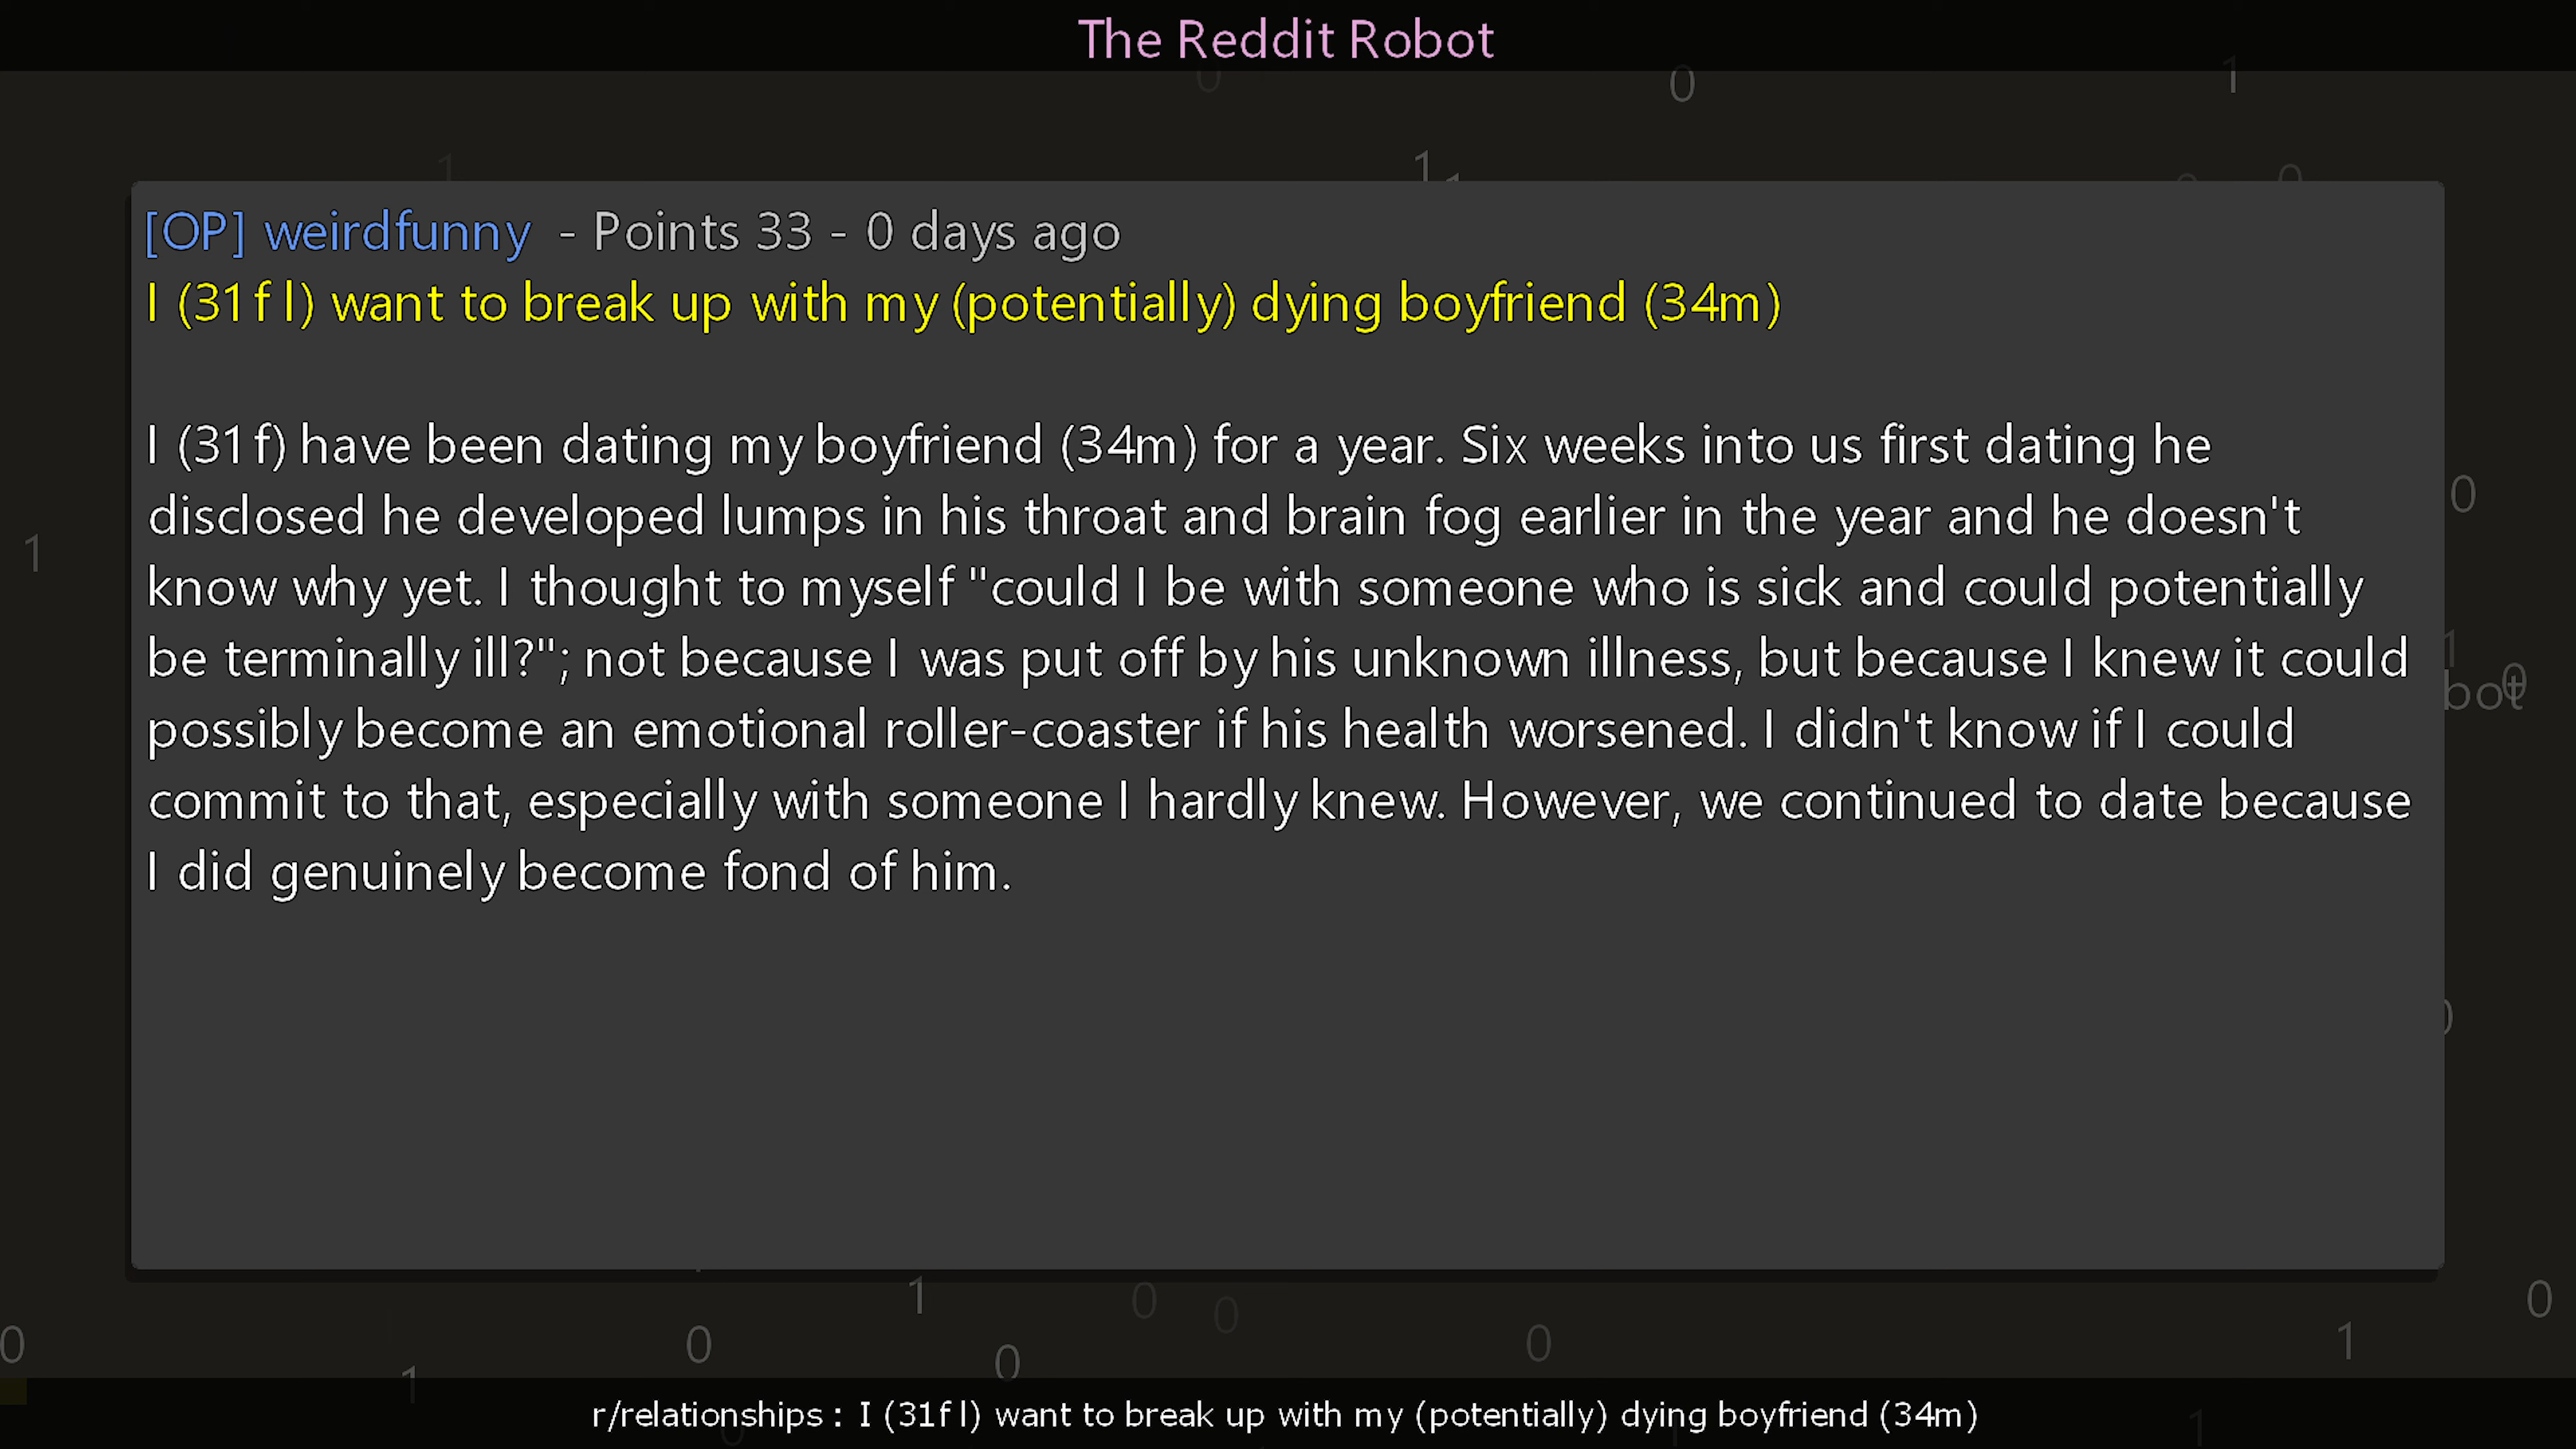 The Reddit Robot
[OP] weirdfunny - Points 33 - 0 days ago
I (31f l) want to break up with my (potentially) dying boyfriend (34m)
I (31f) have been dating my boyfriend (34m) for a year. Six weeks into us first dating he
disclosed he developed lumps in his throat and brain fog earlier in the year and he doesn't
know why yet. I thought to myself "could I be with someone who is sick and could potentially
be terminally ill?"; not because I was put off by his unknown illness, but because I knew it could
possibly become an emotional roller-coaster if his health worsened. I didn't know if I could
commit to that, especially with someone I hardly knew. However, we continued to date because
I did genuinely become fond of him.
r/relationships : I (31f l) want to break up with my (potentially) dying boyfriend (34m)